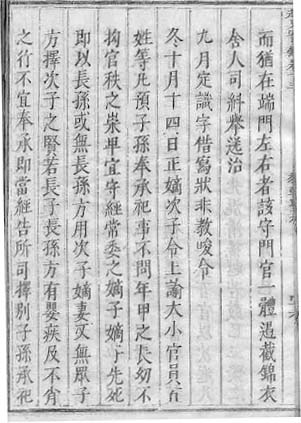 而猶在端門左右者該守門官一體遏截錦衣
舍人司糾舉送治
九月定識字借寫狀非教唆令
冬十月十四日正嫡次子令上諭大小官員百
姓等凡預子孫奉承祀事不問年甲之長幼不
拘官秩之崇卑宜守經常委之嫡子嫡子先死
即以長孫或無長孫方用次子嫡妻又無眾子
方擇次子之賢若長子長孫方有嬰疾及不肖
之行不宜奉承即當經告所司擇別子孫承祀